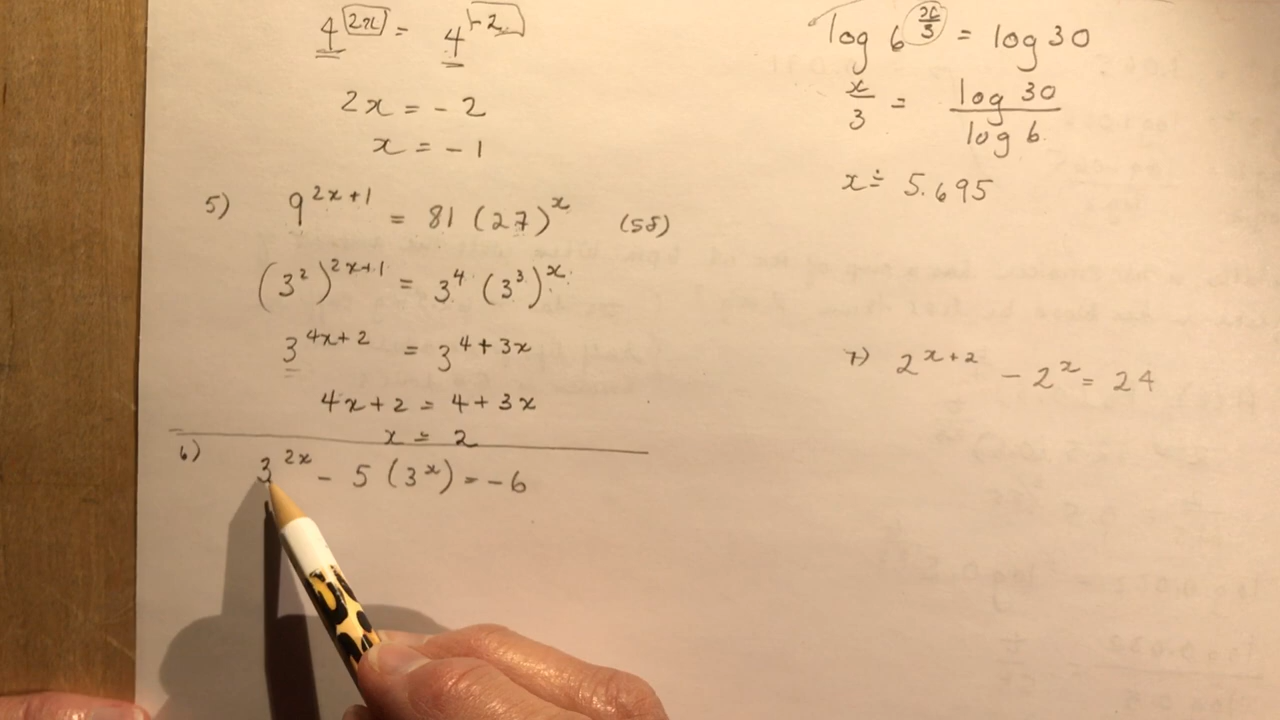 4^{2x} = 4^{-2}
2x = -2
x = -1
5) 9^{2x+1} = 81 (27)^x (5δ)
(3^2)^{2x+1} = 3^4 (3^3)^x
3^{4x+2} = 3^{4+3x}
4x+2 = 4+3x
x = 2
6) 3^{2x} - 5 (3^x) = -6
log 6^{x/3} = log 30
x/3 = log 30 / log 6
x ≐ 5.695
7) 2^{x+2} - 2^x = 24